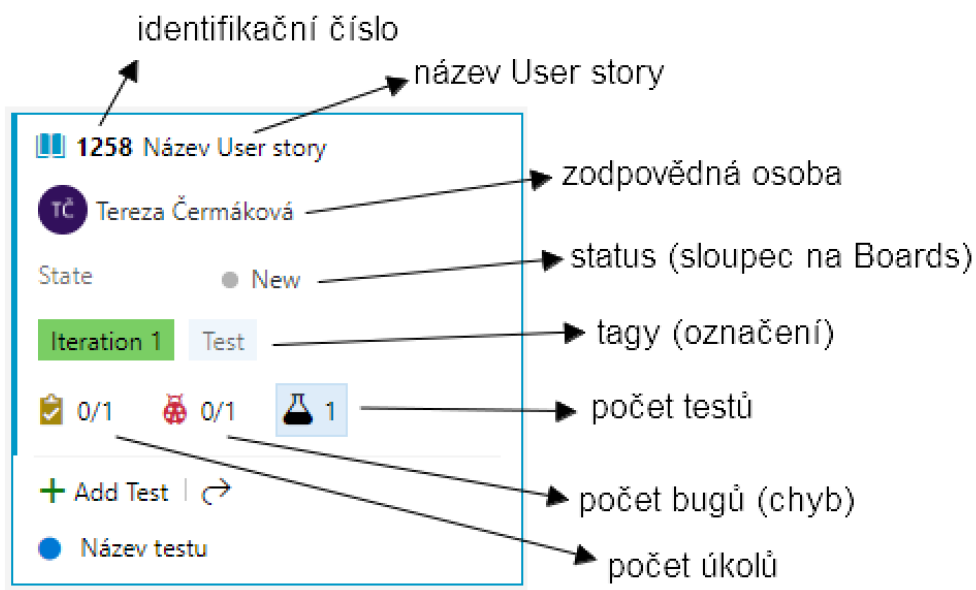 identifikační číslo
název User story
1258 Název User story
zodpovědná osoba
TČ Tereza Čermáková
status (sloupec na Boards)
State New
tagy (označení)
Iteration 1 Test
počet testů
0/1 0/1 1
Add Test
počet bugů (chyb)
Název testu
počet úkolů